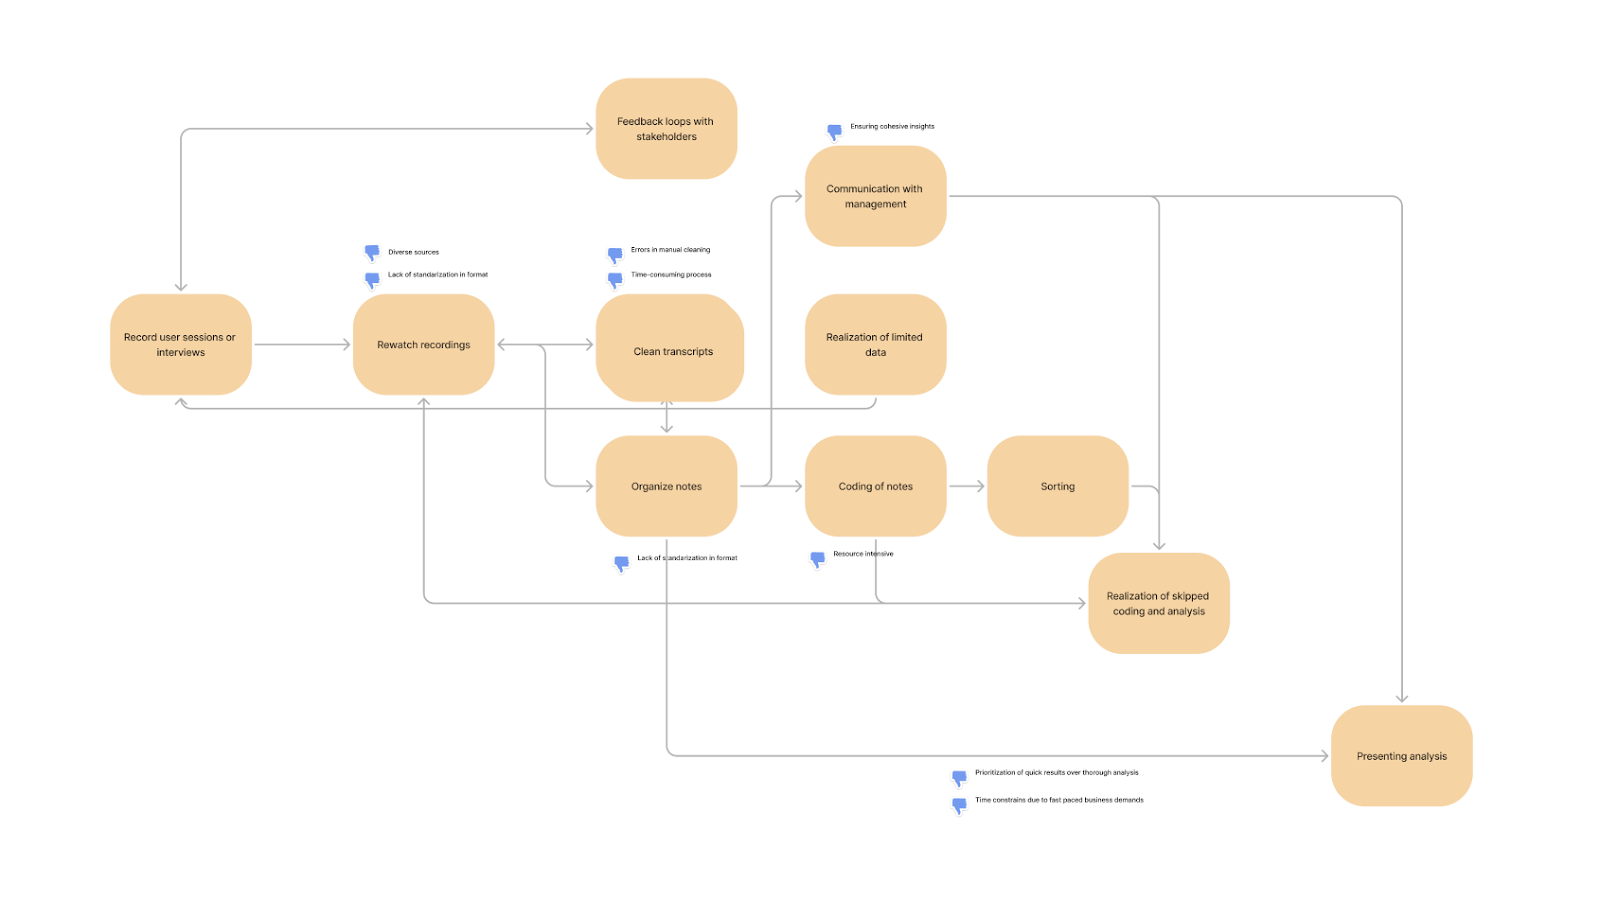 Feedback loops with
stakeholders
Ensuring cohesive insights
Communication with
management
Diverse sources
Lack of standarization in format
Errors in manual cleaning
Time-consuming process
Record user sessions or
interviews
Rewatch recordings
Clean transcripts
Realization of limited
data
Organize notes
Coding of notes
Sorting
Lack of standarization in format
Resource intensive
Realization of skipped
coding and analysis
Presenting analysis
Prioritization of quick results over thorough analysis
Time constrains due to fast paced business demands